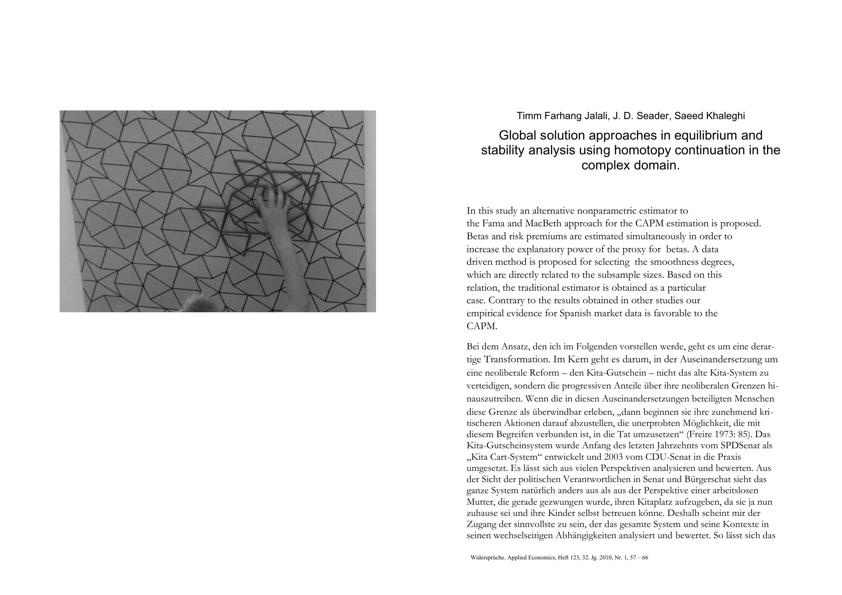 Timm Farhang Jalali, J. D. Seader, Saeed Khaleghi
Global solution approaches in equilibrium and
stability analysis using homotopy continuation in the
complex domain.
In this study an alternative nonparametric estimator to
the Fama and MacBeth approach for the CAPM estimation is proposed.
Betas and risk premiums are estimated simultaneously in order to
increase the explanatory power of the proxy for betas. A data
driven method is proposed for selecting the smoothness degrees,
which are directly related to the subsample sizes. Based on this
relation, the traditional estimator is obtained as a particular
case. Contrary to the results obtained in other studies our
empirical evidence for Spanish market data is favorable to the
CAPM.
Bei dem Ansatz, den ich im Folgenden vorstellen werde, geht es um eine derar-
tige Transformation. Im Kern geht es darum, in der Auseinandersetzung um
eine neoliberale Reform – den Kita-Gutschein – nicht das alte Kita-System zu
verteidigen, sondern die progressiven Anteile über ihre neoliberalen Grenzen hi-
nauszutreiben. Wenn die in diesen Auseinandersetzungen beteiligten Menschen
diese Grenze als überwindbar erleben, „dann beginnen sie ihre zunehmend kri-
tischeren Aktionen darauf abzustellen, die unerprobten Möglichkeit, die mit
diesem Begreifen verbunden ist, in die Tat umzusetzen“ (Freire 1973: 85). Das
Kita-Gutscheinsystem wurde Anfang des letzten Jahrzehnts vom SPDSenat als
„Kita Cart-System“ entwickelt und 2003 vom CDU-Senat in die Praxis
umgesetzt. Es lässt sich aus vielen Perspektiven analysieren und bewerten. Aus
der Sicht der politischen Verantwortlichen in Senat und Bürgerschat sieht das
ganze System natürlich anders aus als aus der Perspektive einer arbeitslosen
Mutter, die gerade gezwungen wurde, ihren Kitaplatz aufzugeben, da sie ja nun
zuhause sei und ihre Kinder selbst betreuen könne. Deshalb scheint mir der
Zugang der sinnvollste zu sein, der das gesamte System und seine Kontexte in
seinen wechselseitigen Abhängigkeiten analysiert und bewertet. So lässt sich das
Widersprüche. Applied Economics, Heft 123, 32. Jg. 2010, Nr. 1, 57 – 66